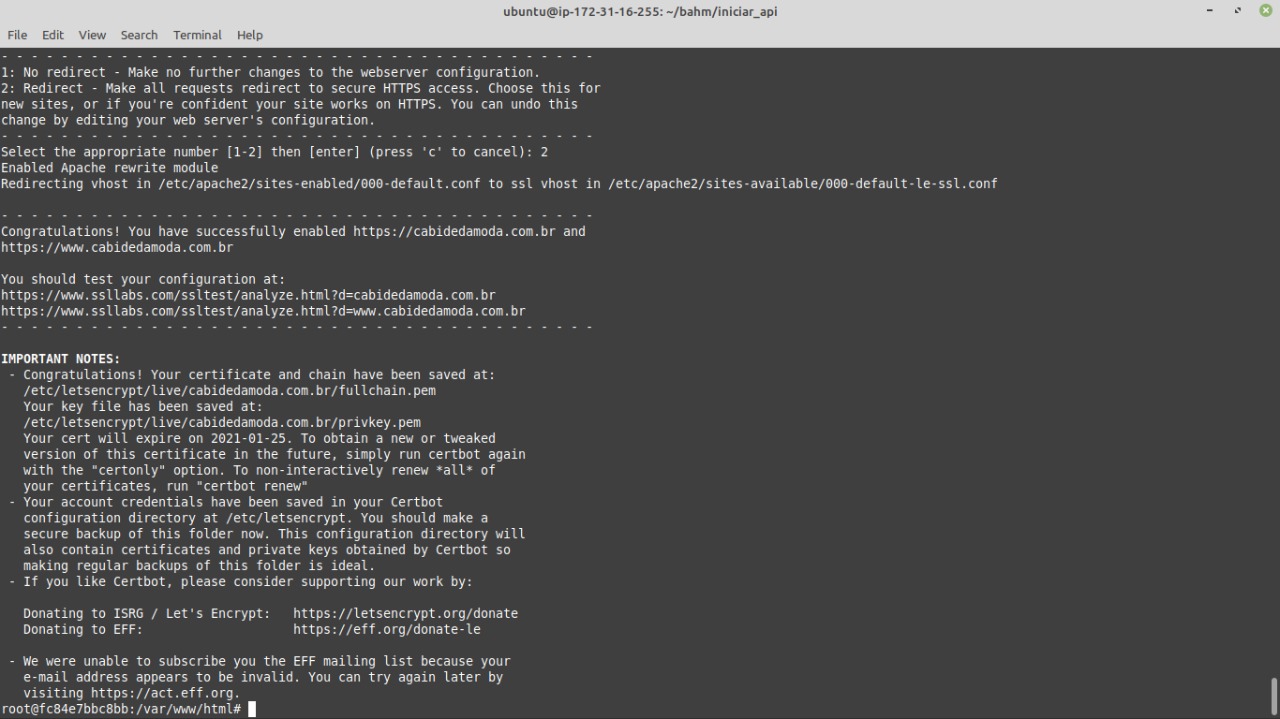 ubuntu@ip-172-31-16-255: ~/bahm/iniciar_api
File Edit View Search Terminal Help
- - - - - - - - - - - - - - - - - - - - - - - - - - - - - - - - - - - - - - - -
1: No redirect - Make no further changes to the webserver configuration.
2: Redirect - Make all requests redirect to secure HTTPS access. Choose this for
new sites, or if you're confident your site works on HTTPS. You can undo this
change by editing your web server's configuration.
- - - - - - - - - - - - - - - - - - - - - - - - - - - - - - - - - - - - - - - -
Select the appropriate number [1-2] then [enter] (press 'c' to cancel): 2
Enabled Apache rewrite module
Redirecting vhost in /etc/apache2/sites-enabled/000-default.conf to ssl vhost in /etc/apache2/sites-available/000-default-le-ssl.conf
- - - - - - - - - - - - - - - - - - - - - - - - - - - - - - - - - - - - - - - -
Congratulations! You have successfully enabled https://cabidedamoda.com.br and
https://www.cabidedamoda.com.br
You should test your configuration at:
https://www.ssllabs.com/ssltest/analyze.html?d=cabidedamoda.com.br
https://www.ssllabs.com/ssltest/analyze.html?d=www.cabidedamoda.com.br
- - - - - - - - - - - - - - - - - - - - - - - - - - - - - - - - - - - - - - - -
IMPORTANT NOTES:
- Congratulations! Your certificate and chain have been saved at:
/etc/letsencrypt/live/cabidedamoda.com.br/fullchain.pem
Your key file has been saved at:
/etc/letsencrypt/live/cabidedamoda.com.br/privkey.pem
Your cert will expire on 2021-01-25. To obtain a new or tweaked
version of this certificate in the future, simply run certbot again
with the "certonly" option. To non-interactively renew *all* of
your certificates, run "certbot renew"
- Your account credentials have been saved in your Certbot
configuration directory at /etc/letsencrypt. You should make a
secure backup of this folder now. This configuration directory will
also contain certificates and private keys obtained by Certbot so
making regular backups of this folder is ideal.
- If you like Certbot, please consider supporting our work by:
Donating to ISRG / Let's Encrypt: https://letsencrypt.org/donate
Donating to EFF: https://eff.org/donate-le
- We were unable to subscribe you the EFF mailing list because your
e-mail address appears to be invalid. You can try again later by
visiting https://act.eff.org.
root@fc84e7bbc8bb:/var/www/html#